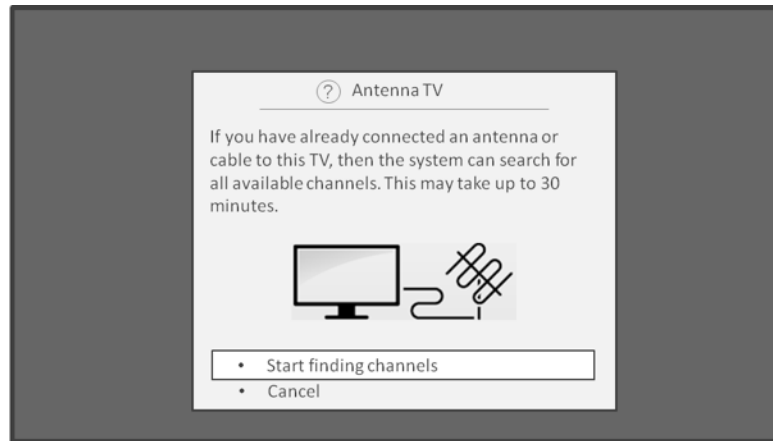 ? Antenna TV
If you have already connected an antenna or
cable to this TV, then the system can search for
all available channels. This may take up to 30
minutes.
• Start finding channels
• Cancel